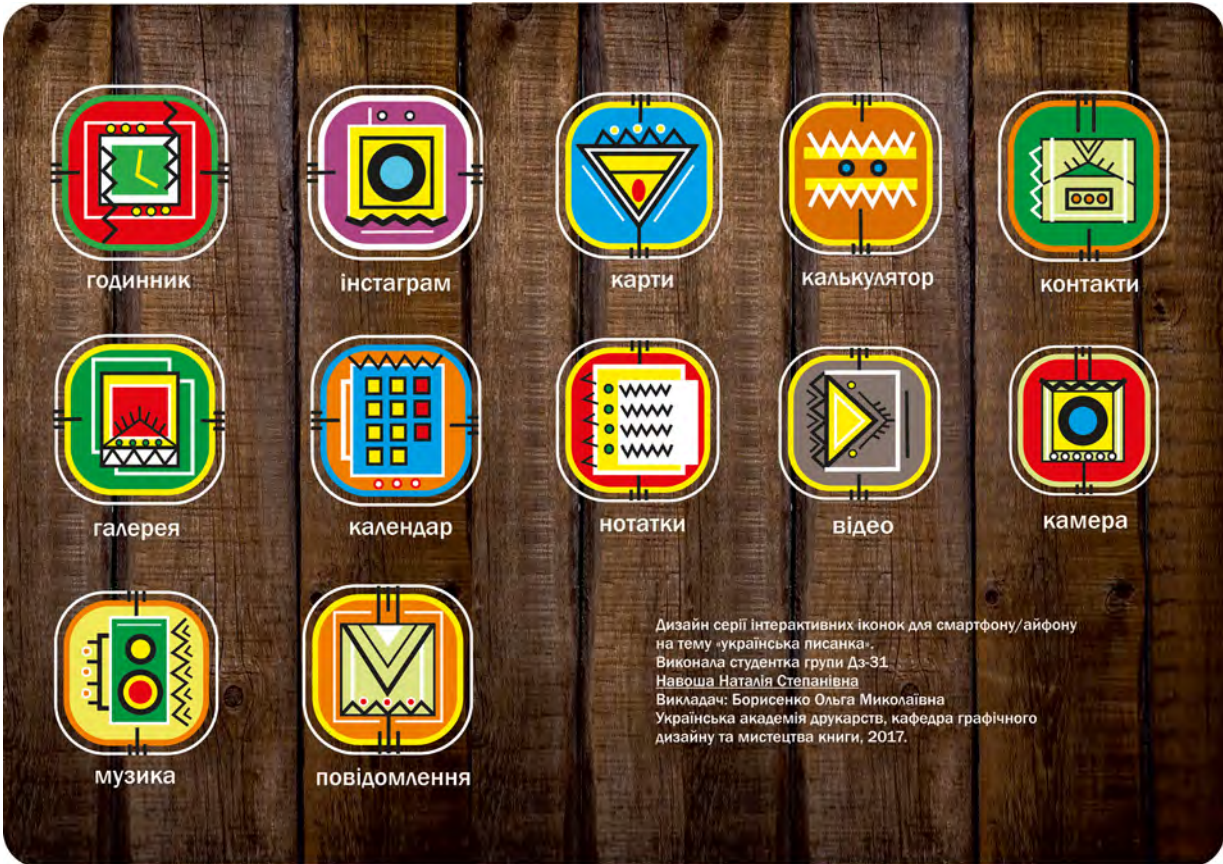 годинник
інстаграм
карти
калькулятор
контакти
галерея
календар
нотатки
відео
камера
музика
повідомлення
Дизайн серії інтерактивних іконок для смартфону/айфону
на тему «українська писанка».
Виконала студентка групи Дз-31
Навоша Наталія Степанівна
Викладач: Борисенко Ольга Миколаївна
Українська академія друкарств, кафедра графічного
дизайну та мистецтва книги, 2017.